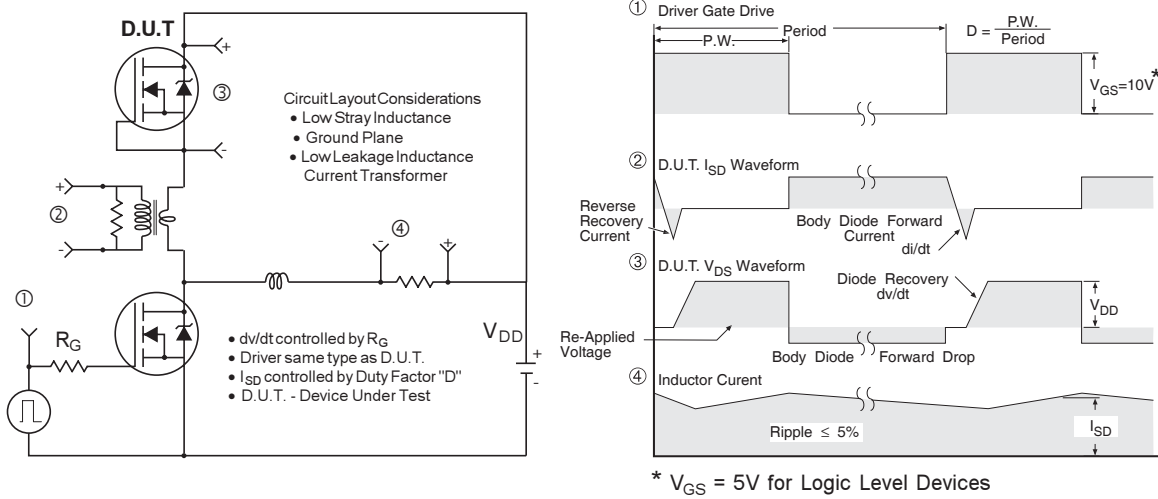 D.U.T
+
③
-
Circuit Layout Considerations
• Low Stray Inductance
• Ground Plane
• Low Leakage Inductance
Current Transformer
+
②
-
④
-
+
①
R_G
• dv/dt controlled by R_G
• Driver same type as D.U.T.
• I_SD controlled by Duty Factor "D"
• D.U.T. - Device Under Test
V_DD
+
-
① Driver Gate Drive
P.W.
Period
D = P.W. / Period
V_GS=10V*
② D.U.T. I_SD Waveform
Reverse
Recovery
Current
Body Diode Forward
Current
di/dt
③ D.U.T. V_DS Waveform
Diode Recovery
dv/dt
V_DD
Re-Applied
Voltage
Body Diode
Forward Drop
④ Inductor Curent
Ripple ≤ 5%
I_SD
* V_GS = 5V for Logic Level Devices